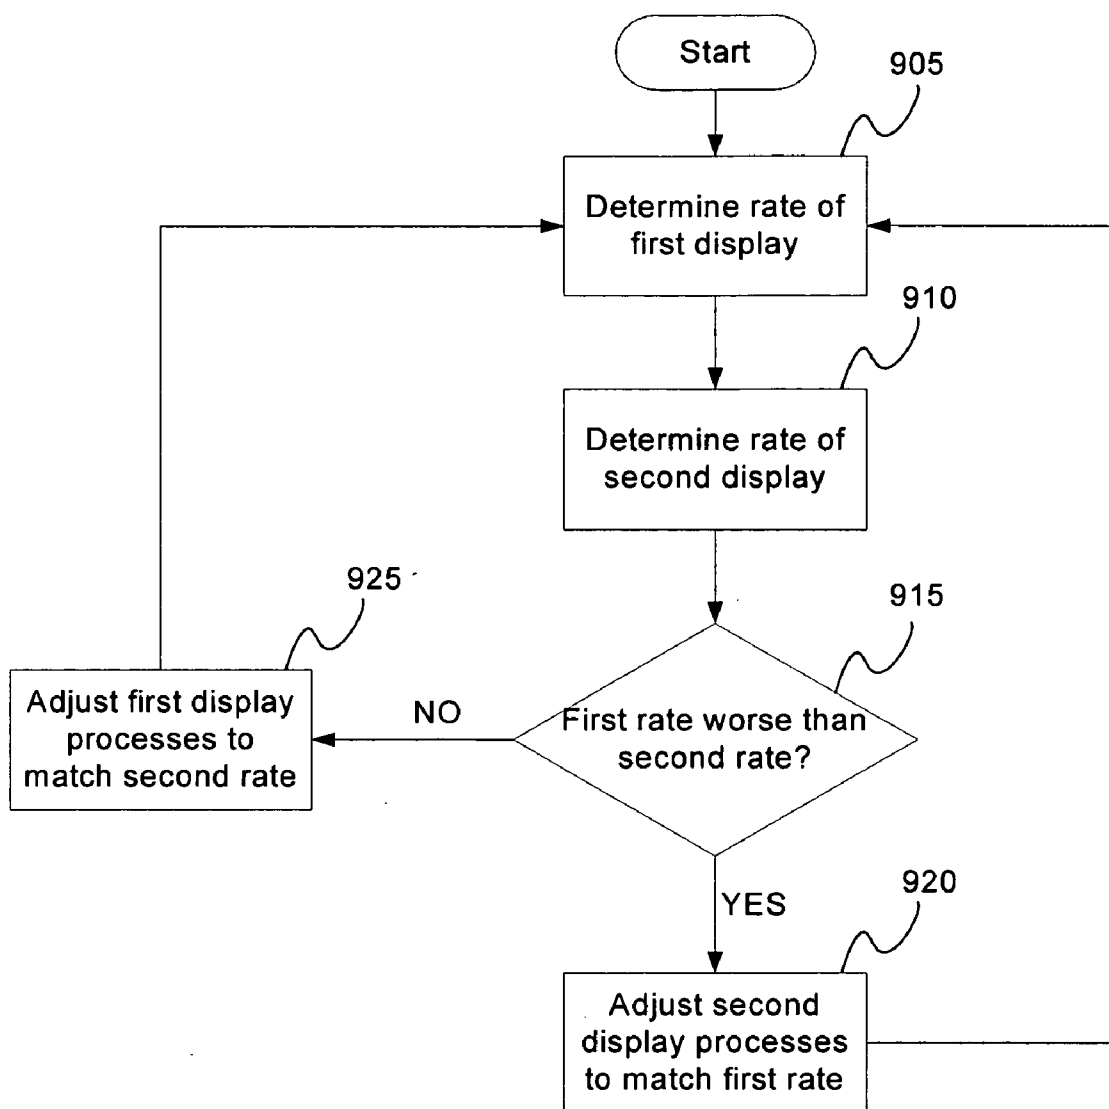 Start
905
Determine rate of
first display
910
Determine rate of
second display
925
915
Adjust first display
processes to
match second rate
NO
First rate worse than
second rate?
YES
920
Adjust second
display processes
to match first rate